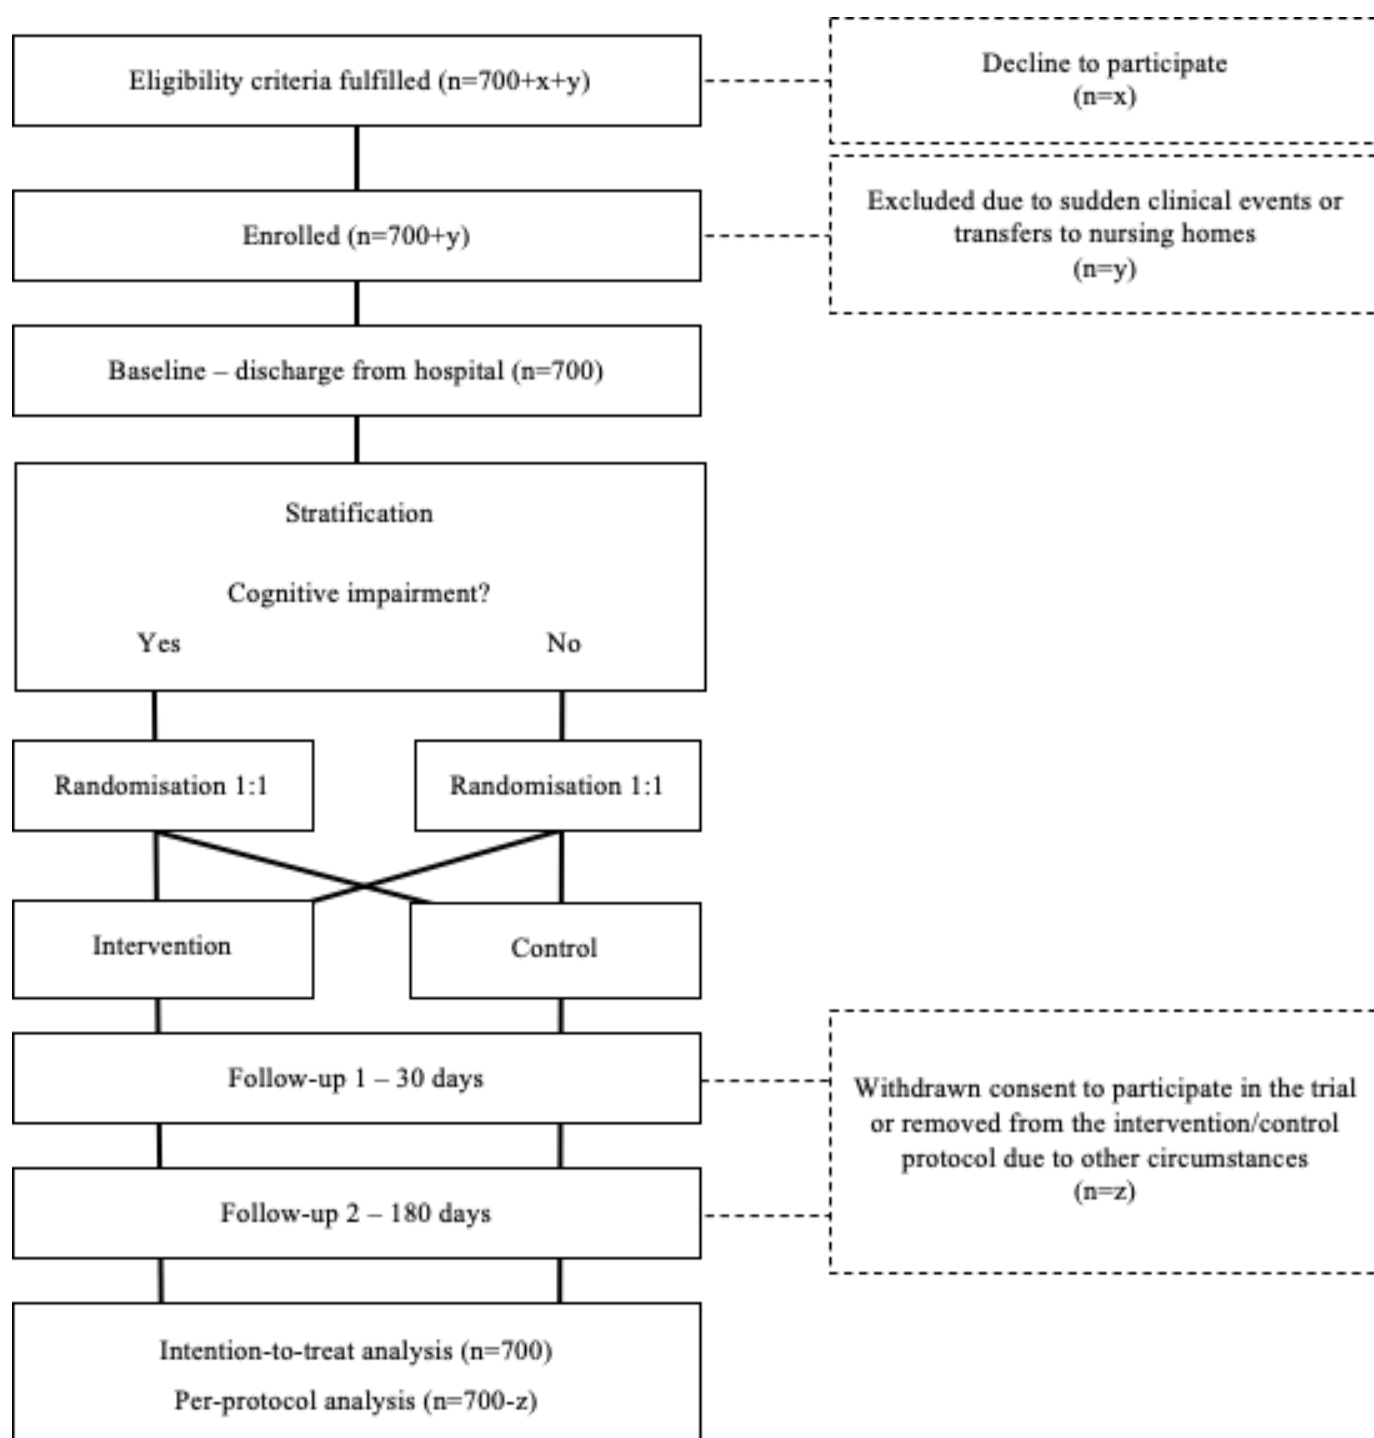 Eligibility criteria fulfilled (n=700+x+y)
Decline to participate
(n=x)
Enrolled (n=700+y)
Excluded due to sudden clinical events or
transfers to nursing homes
(n=y)
Baseline – discharge from hospital (n=700)
Stratification
Cognitive impairment?
Yes
No
Randomisation 1:1
Randomisation 1:1
Intervention
Control
Follow-up 1 – 30 days
Withdrawn consent to participate in the trial
or removed from the intervention/control
protocol due to other circumstances
(n=z)
Follow-up 2 – 180 days
Intention-to-treat analysis (n=700)
Per-protocol analysis (n=700-z)